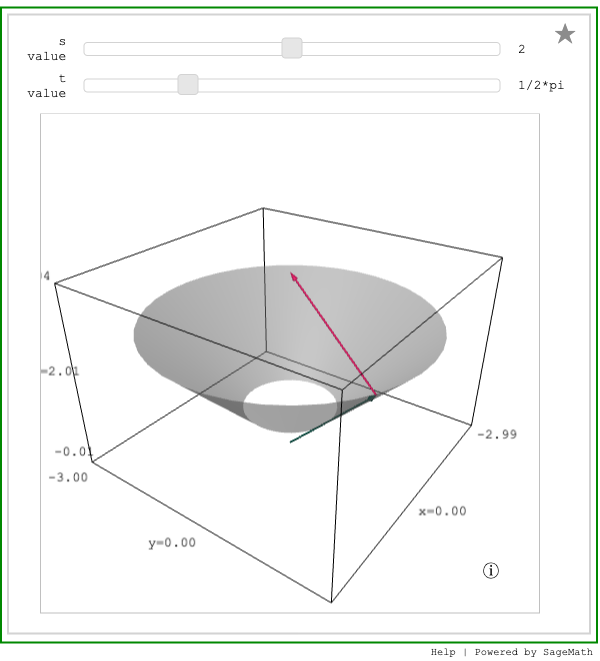 s
value
2
t
value
1/2*pi
4
=2.01
-0.01
-3.00
-2.99
x=0.00
y=0.00
Help | Powered by SageMath